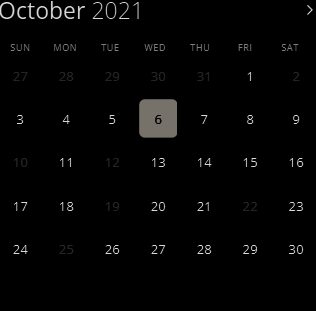 October 2021
SUN MON TUE WED THU FRI SAT
27 28 29 30 31 1 2
3 4 5 6 7 8 9
10 11 12 13 14 15 16
17 18 19 20 21 22 23
24 25 26 27 28 29 30